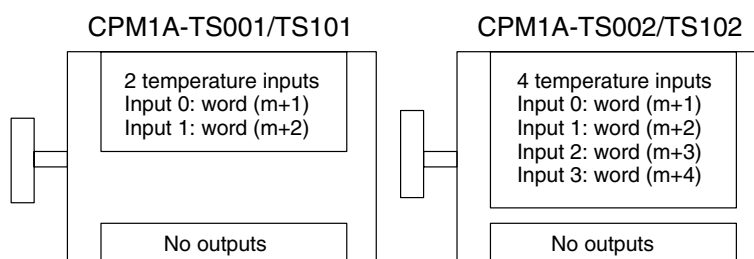 CPM1A-TS001/TS101
2 temperature inputs
Input 0: word (m+1)
Input 1: word (m+2)
No outputs
CPM1A-TS002/TS102
4 temperature inputs
Input 0: word (m+1)
Input 1: word (m+2)
Input 2: word (m+3)
Input 3: word (m+4)
No outputs